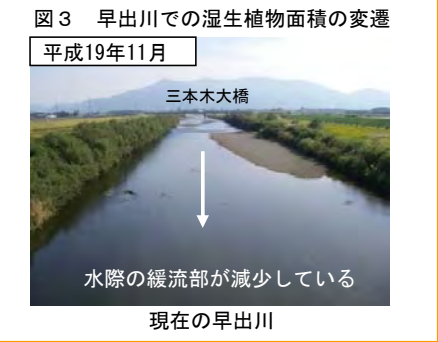 図３　早出川での湿生植物面積の変遷
平成19年11月
三本木大橋
水際の緩流部が減少している
現在の早出川